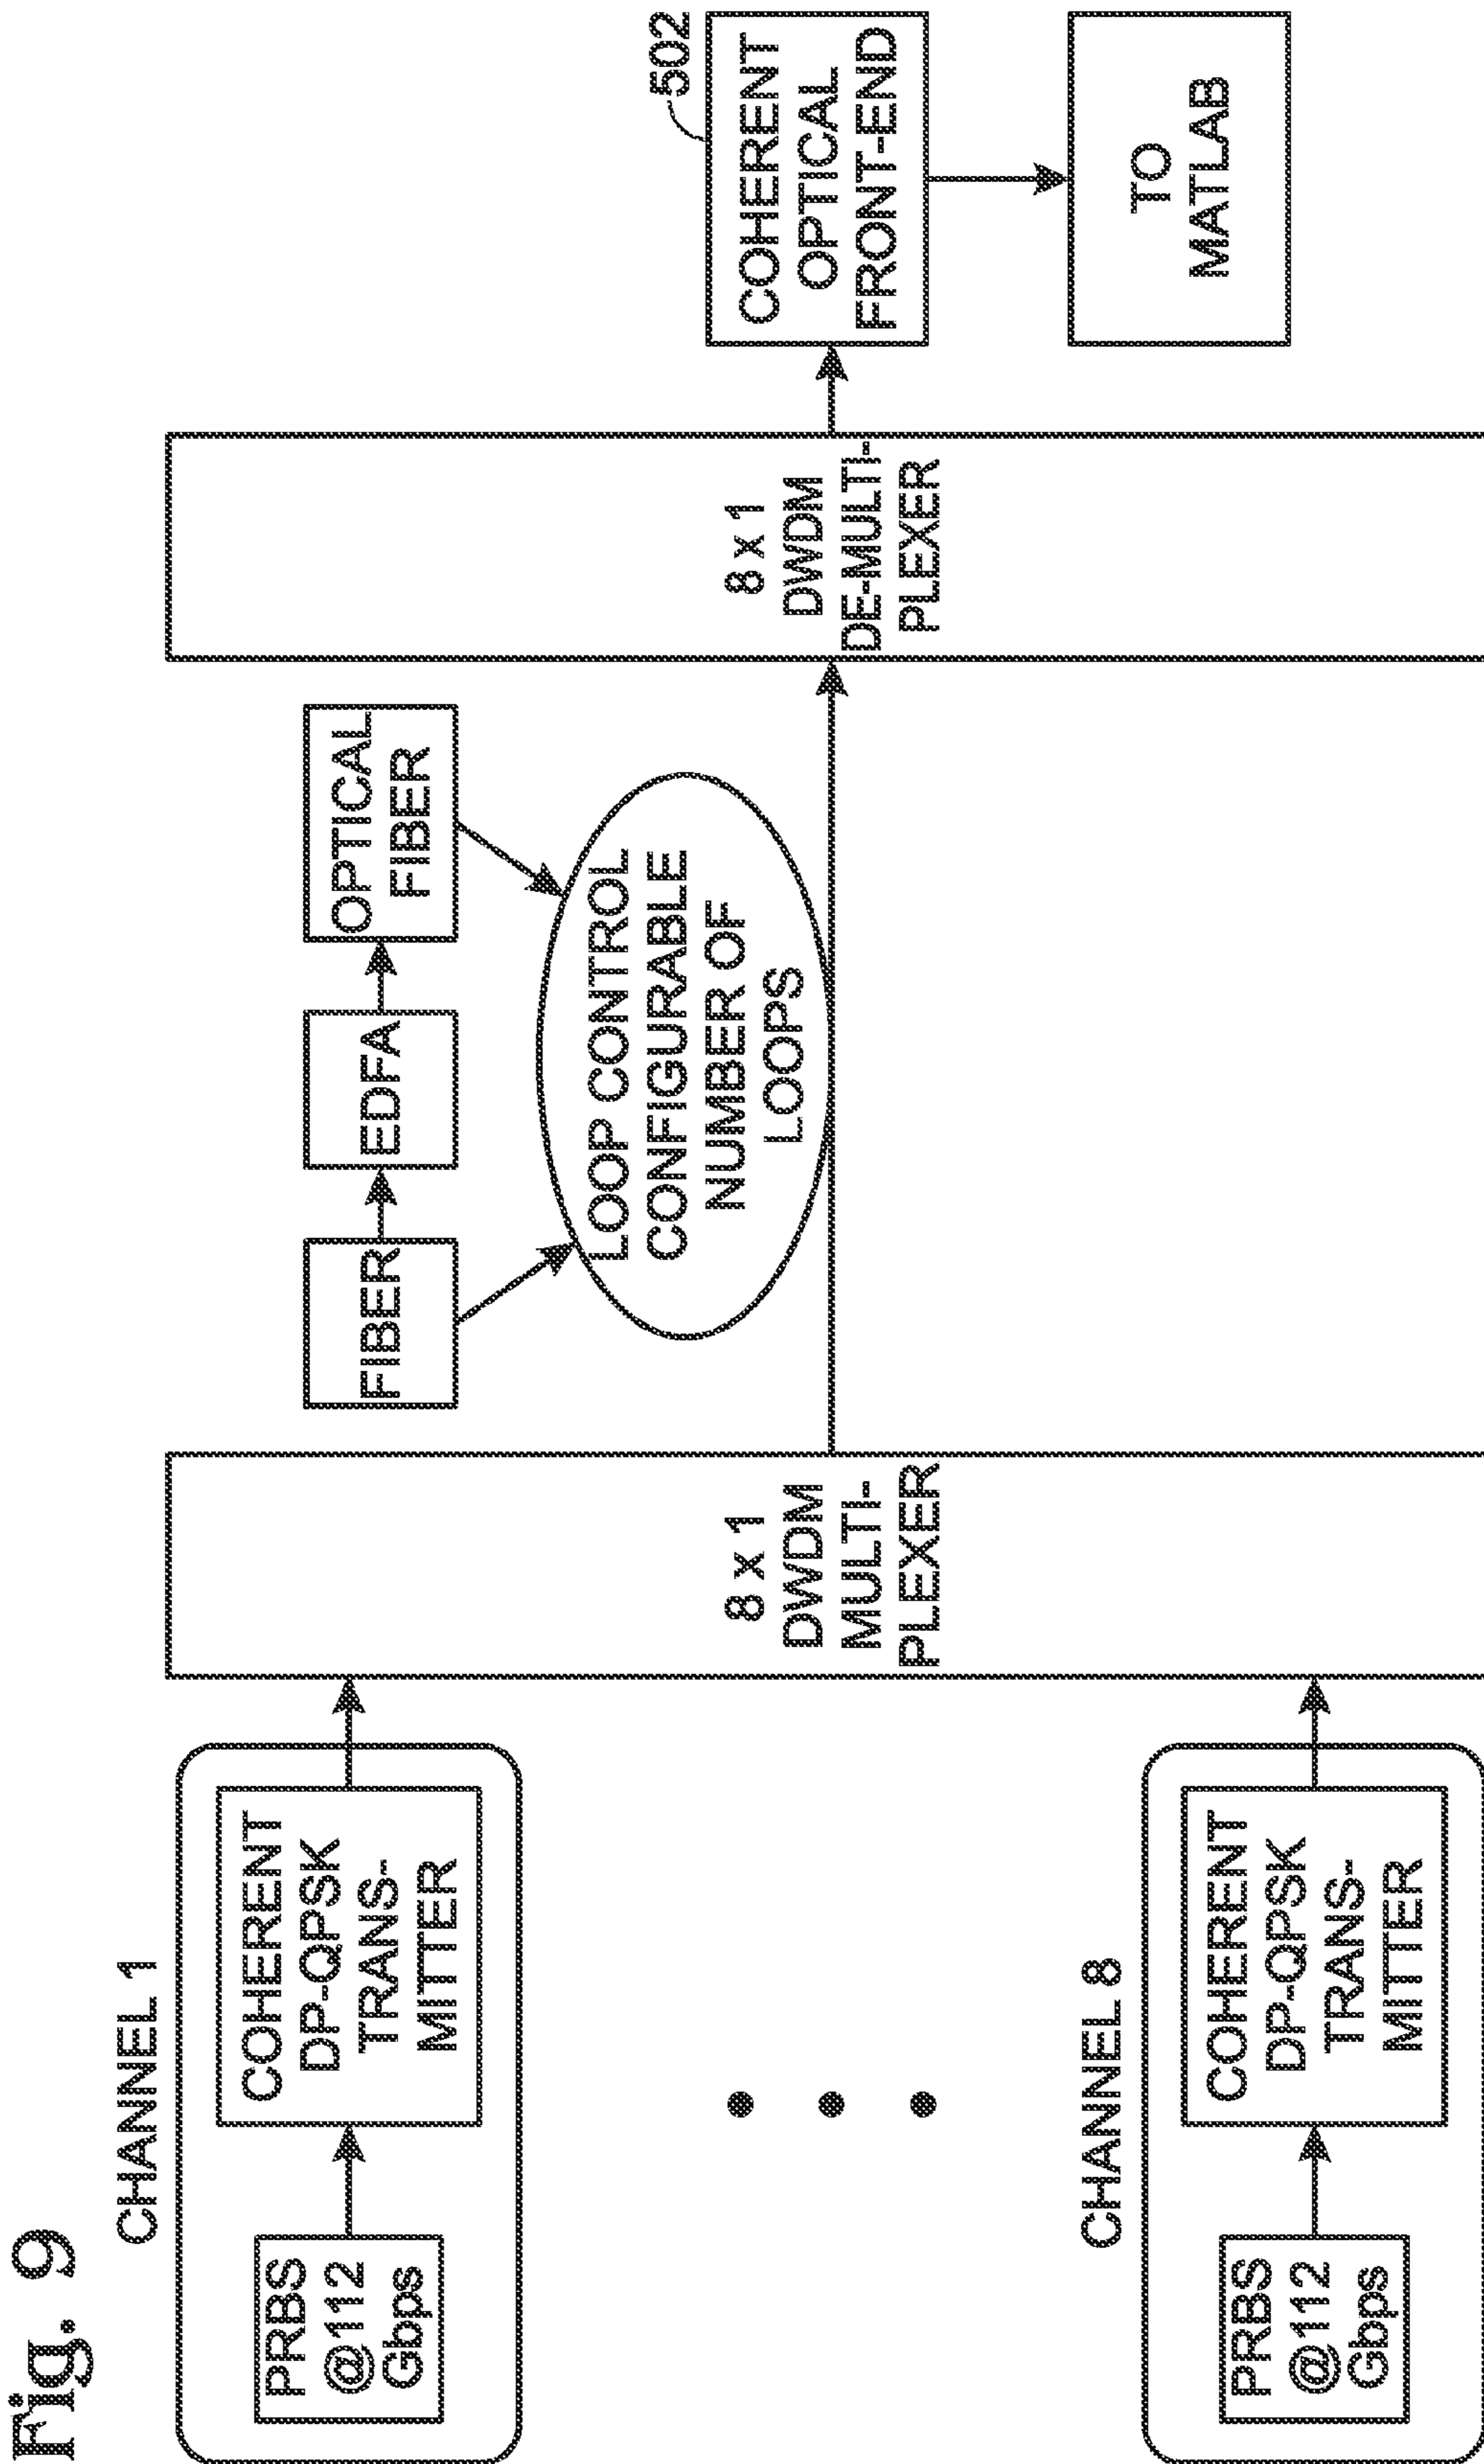 Fig. 9
CHANNEL 1
PRBS
@112
Gbps
COHERENT
DP-QPSK
TRANS-
MITTER
CHANNEL 8
PRBS
@112
Gbps
COHERENT
DP-QPSK
TRANS-
MITTER
8 x 1
DWDM
MULTI-
PLEXER
FIBER
EDFA
OPTICAL
FIBER
LOOP CONTROL
CONFIGURABLE
NUMBER OF
LOOPS
8 x 1
DWDM
DE-MULTI-
PLEXER
502
COHERENT
OPTICAL
FRONT-END
TO
MATLAB